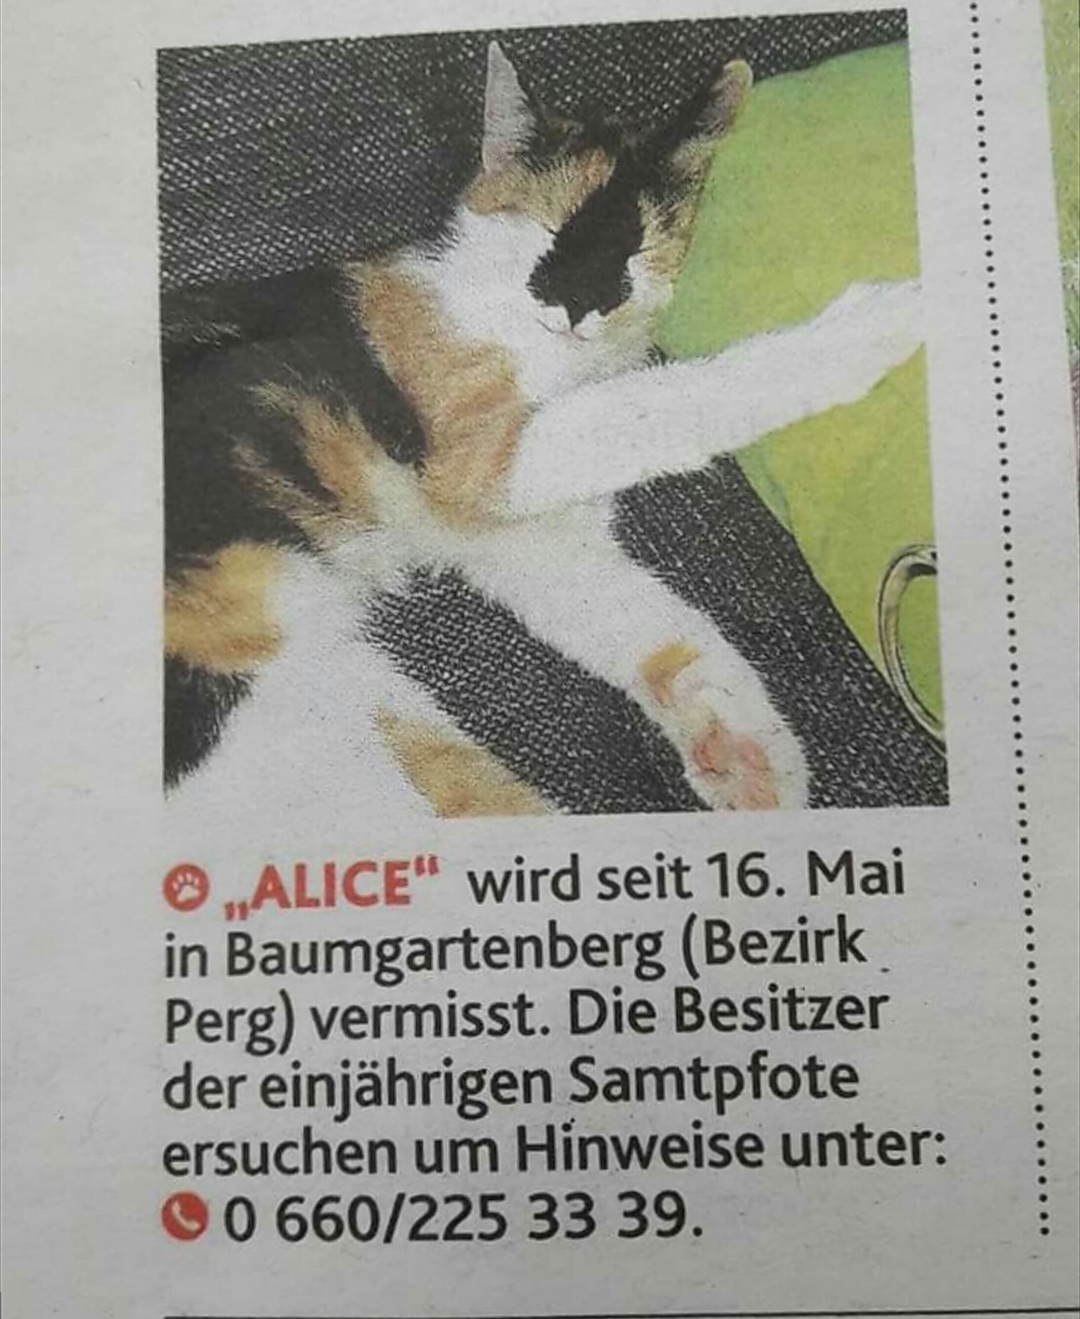 „ALICE“ wird seit 16. Mai
in Baumgartenberg (Bezirk
Perg) vermisst. Die Besitzer
der einjährigen Samtpfote
ersuchen um Hinweise unter:
0 660/225 33 39.